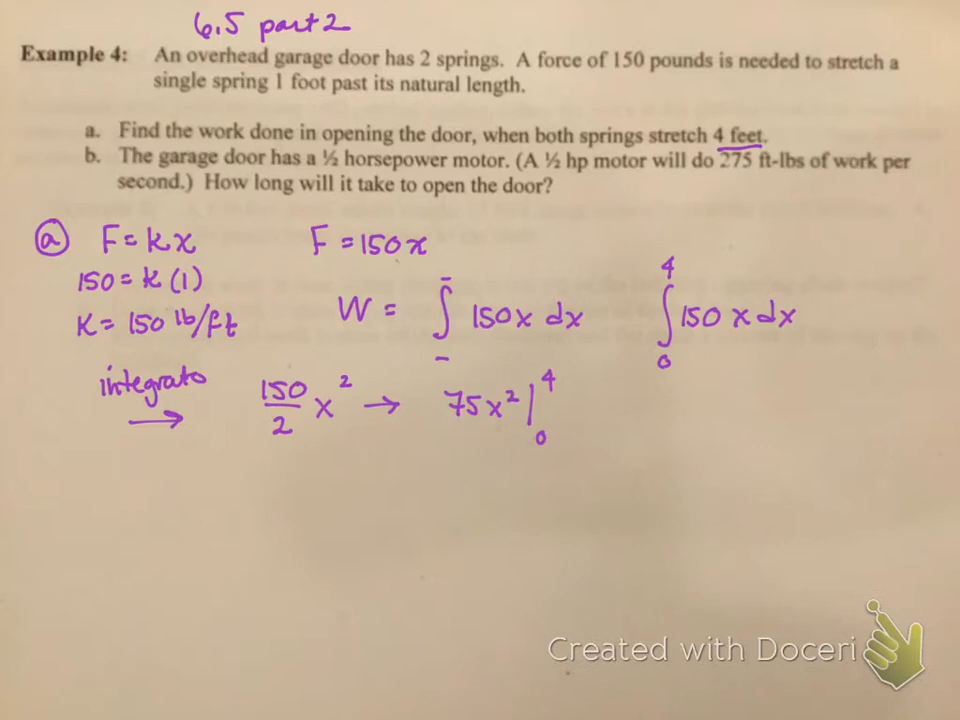 6.5 part 2
Example 4: An overhead garage door has 2 springs. A force of 150 pounds is needed to stretch a
single spring 1 foot past its natural length.
a. Find the work done in opening the door, when both springs stretch 4 feet.
b. The garage door has a ½ horsepower motor. (A ½ hp motor will do 275 ft-lbs of work per
second.) How long will it take to open the door?
ⓐ F = kx F = 150x
150 = k (1)
K = 150 lb/ft W = ∫ 150x dx ∫₀⁴ 150 x dx
integrate → 150/2 x² → 75x² |₀⁴
Created with Doceri